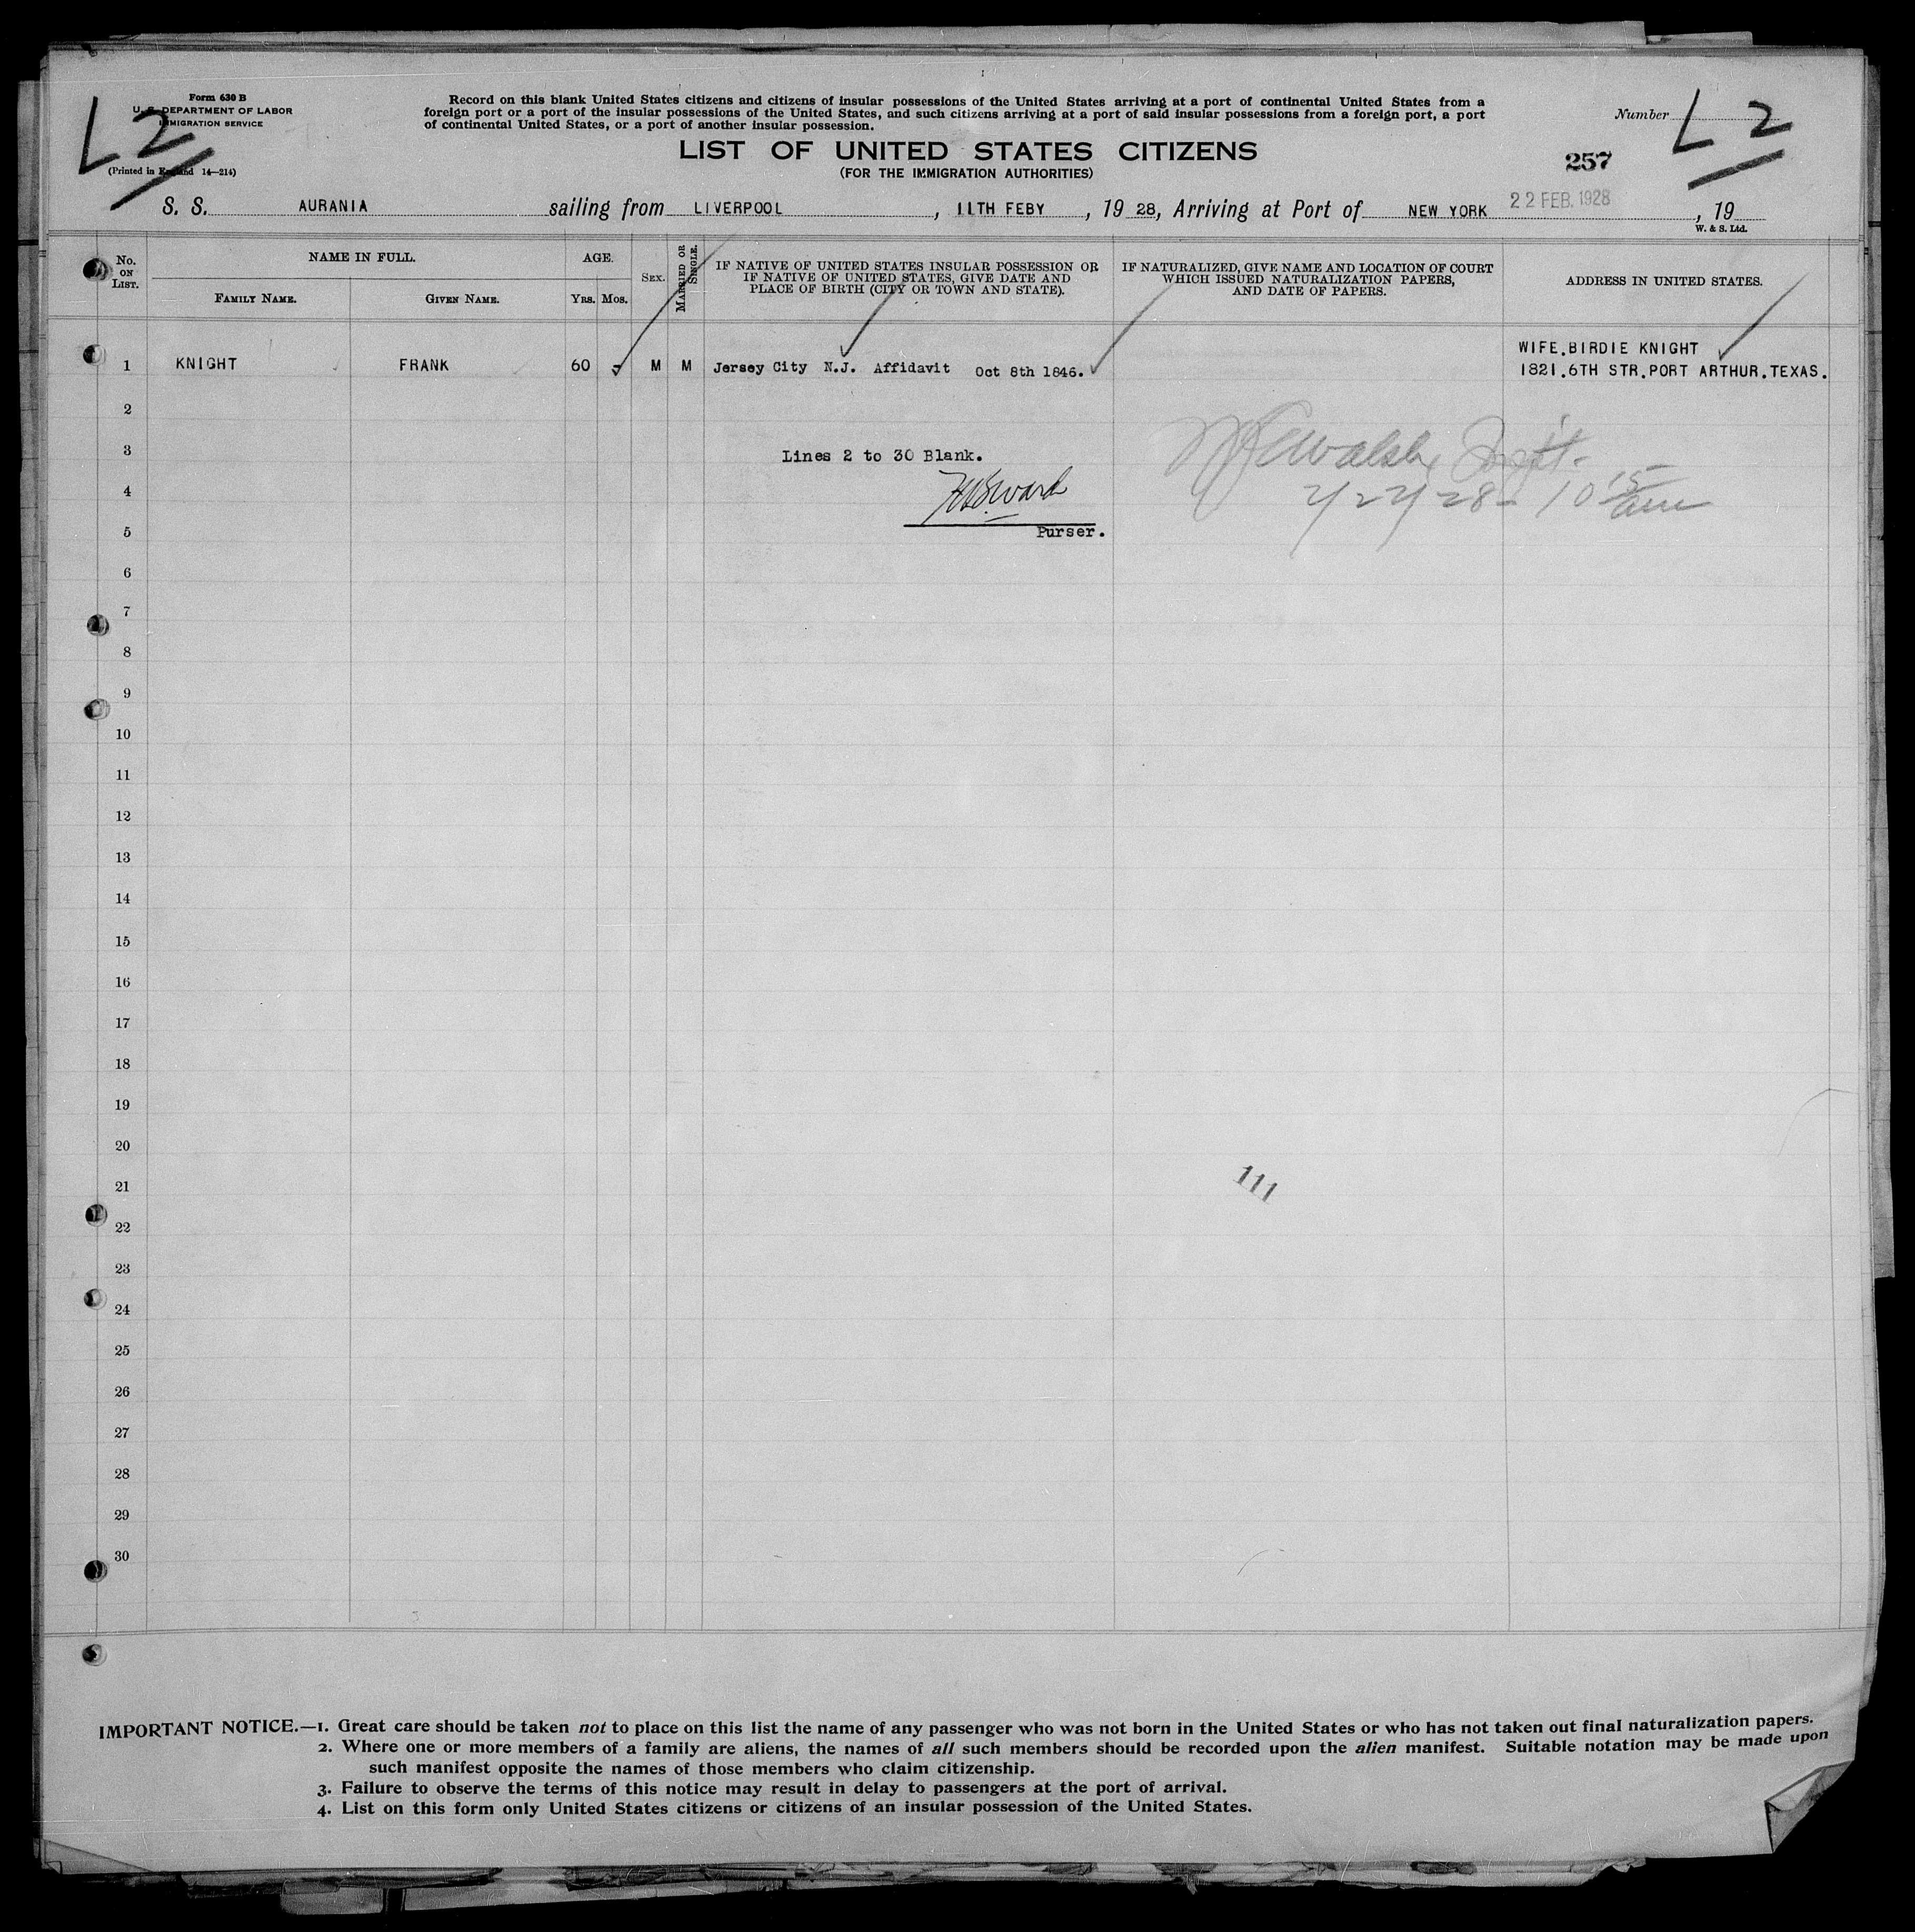 Form 630 B
U. S. DEPARTMENT OF LABOR
IMMIGRATION SERVICE
(Printed in England 14—214)
L 2
Record on this blank United States citizens and citizens of insular possessions of the United States arriving at a port of continental United States from a
foreign port or a port of the insular possessions of the United States, and such citizens arriving at a port of said insular possessions from a foreign port, a port
of continental United States, or a port of another insular possession.
Number
L 2
LIST OF UNITED STATES CITIZENS
(FOR THE IMMIGRATION AUTHORITIES)
257
S. S. AURANIA sailing from LIVERPOOL, 11TH FEBY, 19 28, Arriving at Port of NEW YORK 22 FEB. 1928, 19
W. & S. Ltd.
No. ON LIST.
NAME IN FULL.
FAMILY NAME.
GIVEN NAME.
AGE.
YRS.
MOS.
SEX.
MARRIED OR SINGLE.
IF NATIVE OF UNITED STATES INSULAR POSSESSION OR
IF NATIVE OF UNITED STATES, GIVE DATE AND
PLACE OF BIRTH (CITY OR TOWN AND STATE).
IF NATURALIZED, GIVE NAME AND LOCATION OF COURT
WHICH ISSUED NATURALIZATION PAPERS,
AND DATE OF PAPERS.
ADDRESS IN UNITED STATES.
WIFE.BIRDIE KNIGHT
1 KNIGHT FRANK 60 - M M Jersey City N.J. Affidavit Oct 8th 1846. 1821.6TH STR.PORT ARTHUR.TEXAS.
2
3
Lines 2 to 30 Blank.
Walsh
4
Ward
2/22/28 - 10 15 am
5
Purser.
6
7
8
9
10
11
12
13
14
15
16
17
18
19
20
21
111
22
23
24
25
26
27
28
29
30
IMPORTANT NOTICE.—1. Great care should be taken not to place on this list the name of any passenger who was not born in the United States or who has not taken out final naturalization papers.
2. Where one or more members of a family are aliens, the names of all such members should be recorded upon the alien manifest. Suitable notation may be made upon
such manifest opposite the names of those members who claim citizenship.
3. Failure to observe the terms of this notice may result in delay to passengers at the port of arrival.
4. List on this form only United States citizens or citizens of an insular possession of the United States.